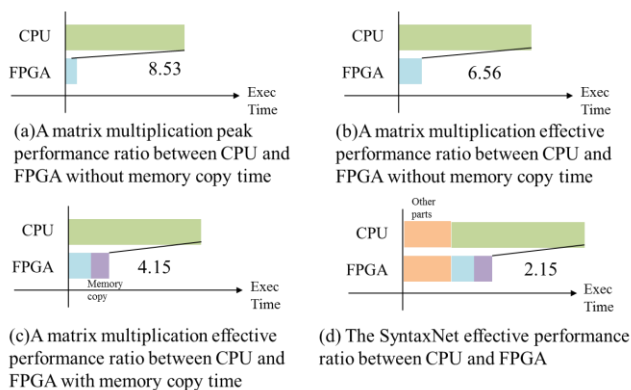 CPU
FPGA
8.53
Exec
Time
(a)A matrix multiplication peak
performance ratio between CPU and
FPGA without memory copy time
CPU
FPGA
6.56
Exec
Time
(b)A matrix multiplication effective
performance ratio between CPU and
FPGA without memory copy time
CPU
FPGA
4.15
Memory
copy
Exec
Time
(c)A matrix multiplication effective
performance ratio between CPU and
FPGA with memory copy time
Other
parts
CPU
FPGA
2.15
Exec
Time
(d) The SyntaxNet effective performance
ratio between CPU and FPGA